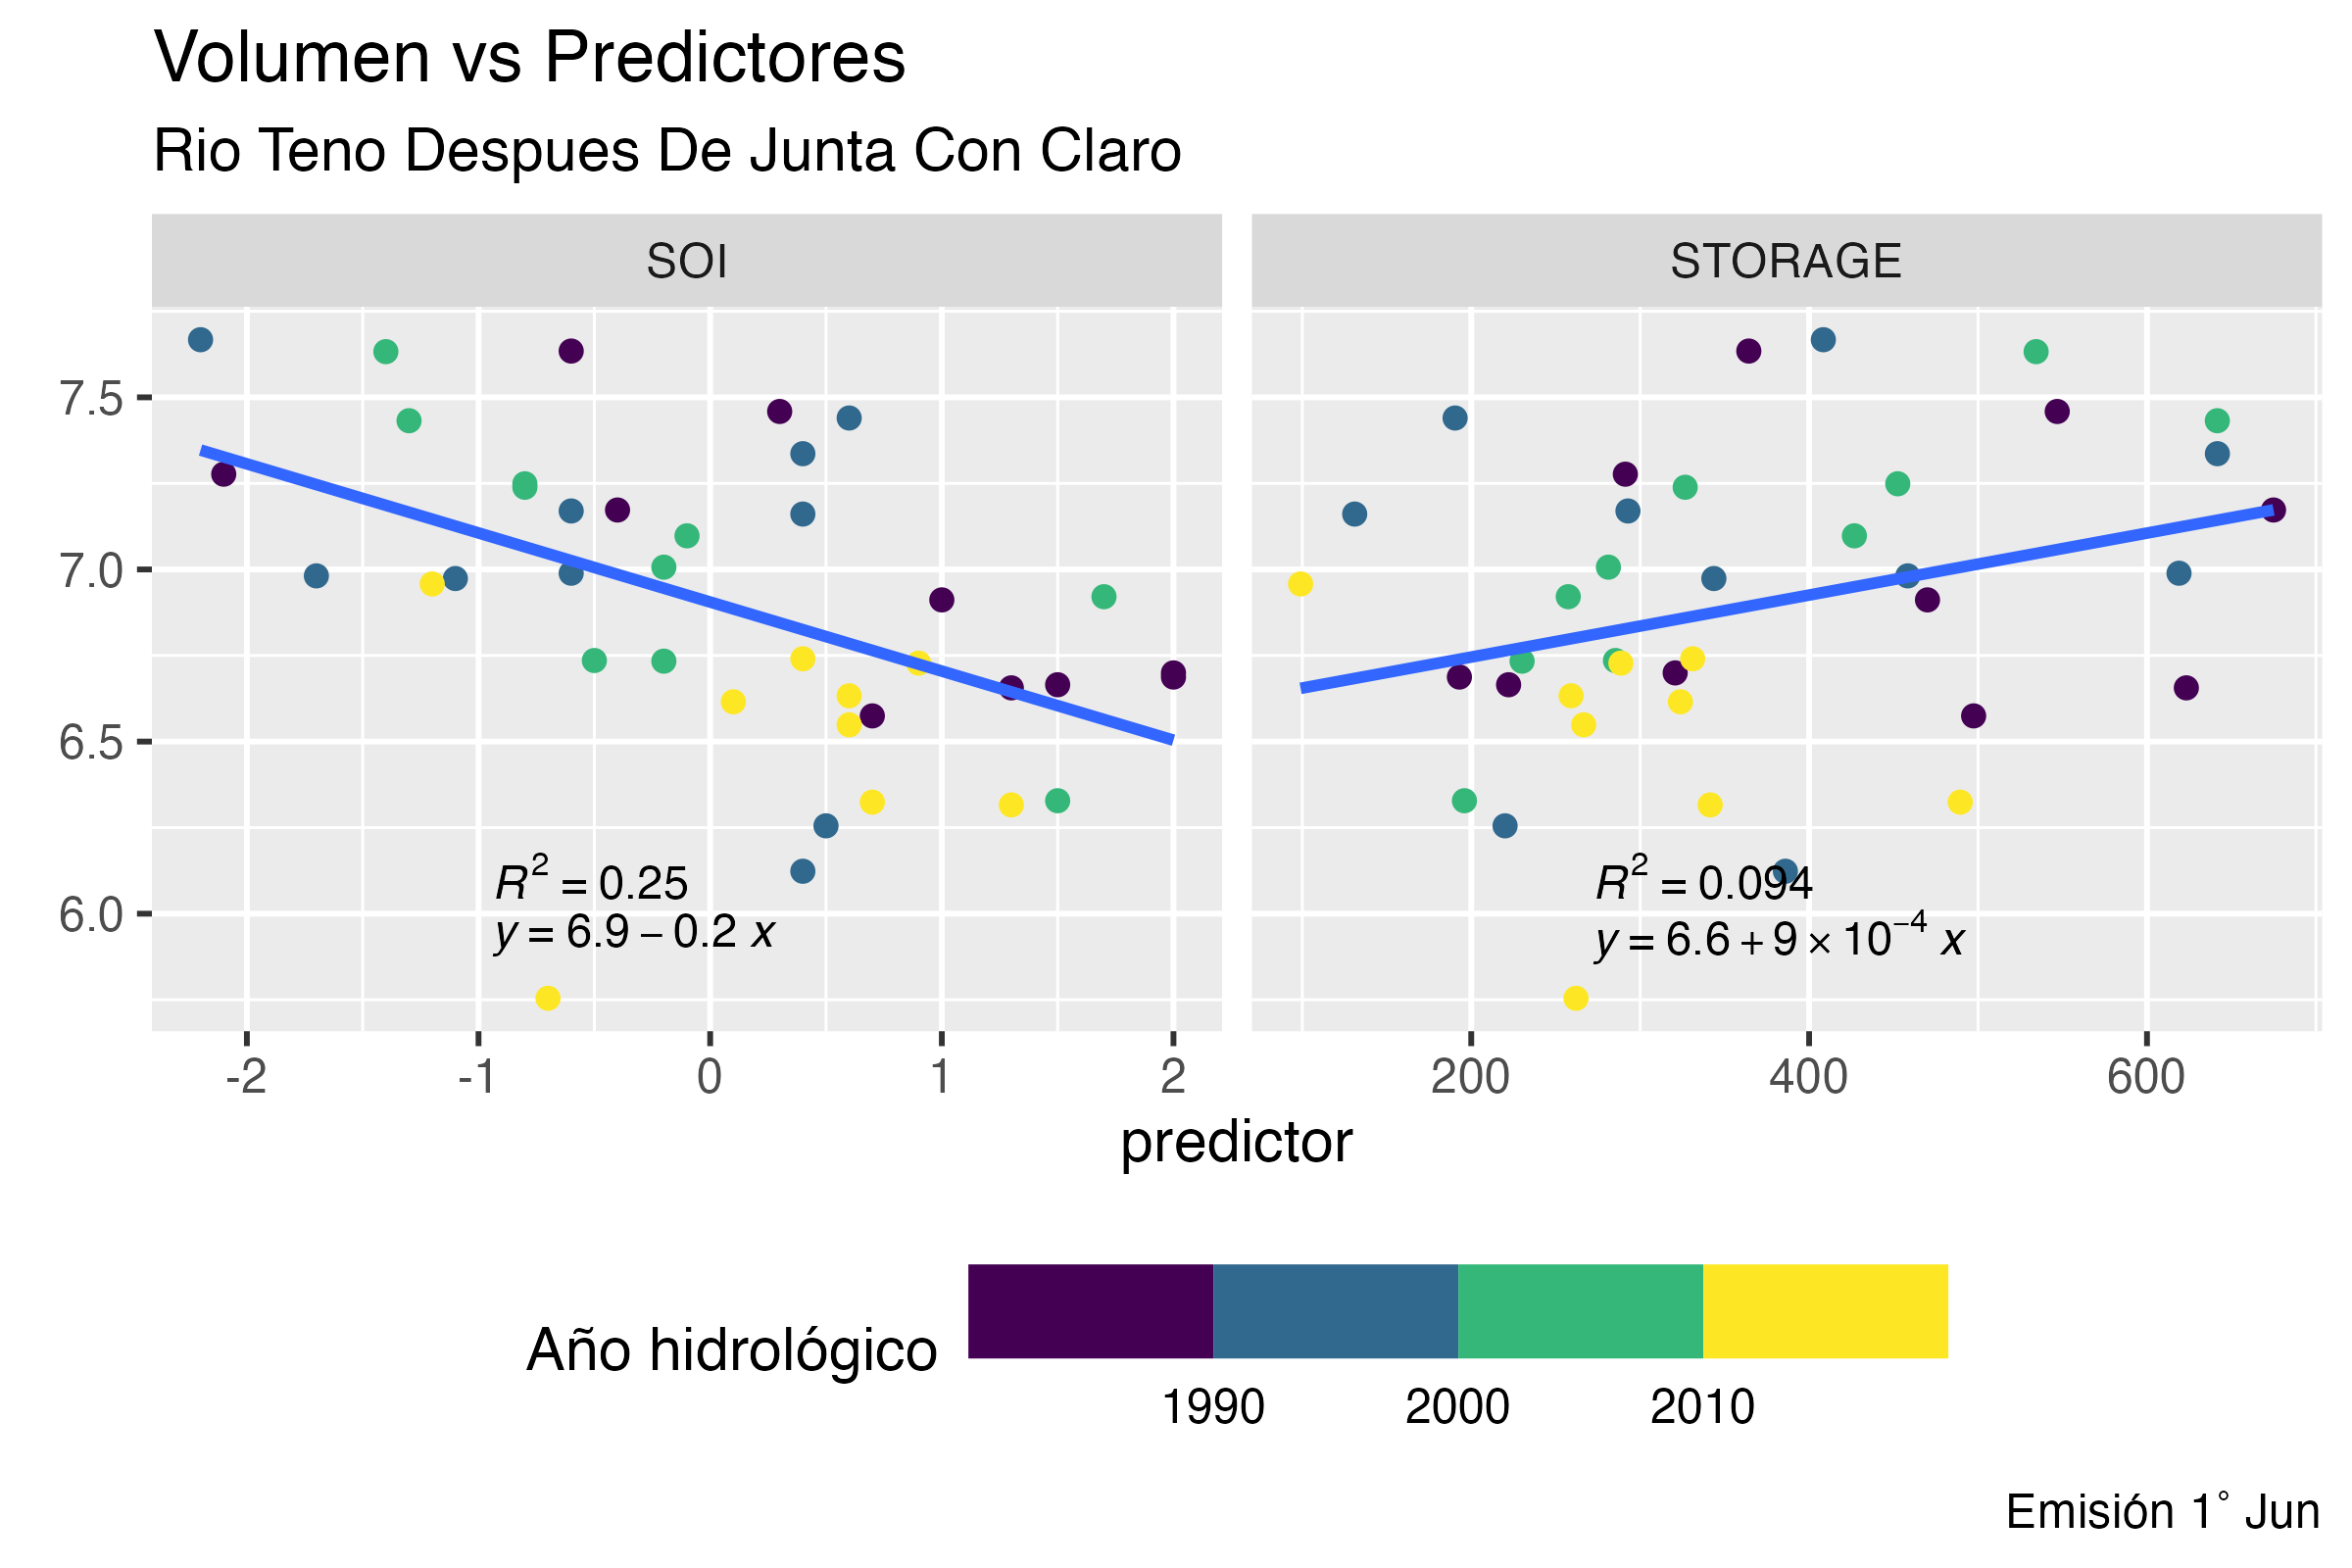 Volumen vs Predictores
Rio Teno Despues De Junta Con Claro
SOI
STORAGE
7.5
7.0
6.5
6.0
R² = 0.25
y = 6.9 − 0.2 x
R² = 0.094
y = 6.6 + 9 × 10⁻⁴ x
-2 -1 0 1 2
200 400 600
predictor
Año hidrológico
1990 2000 2010
Emisión 1° Jun